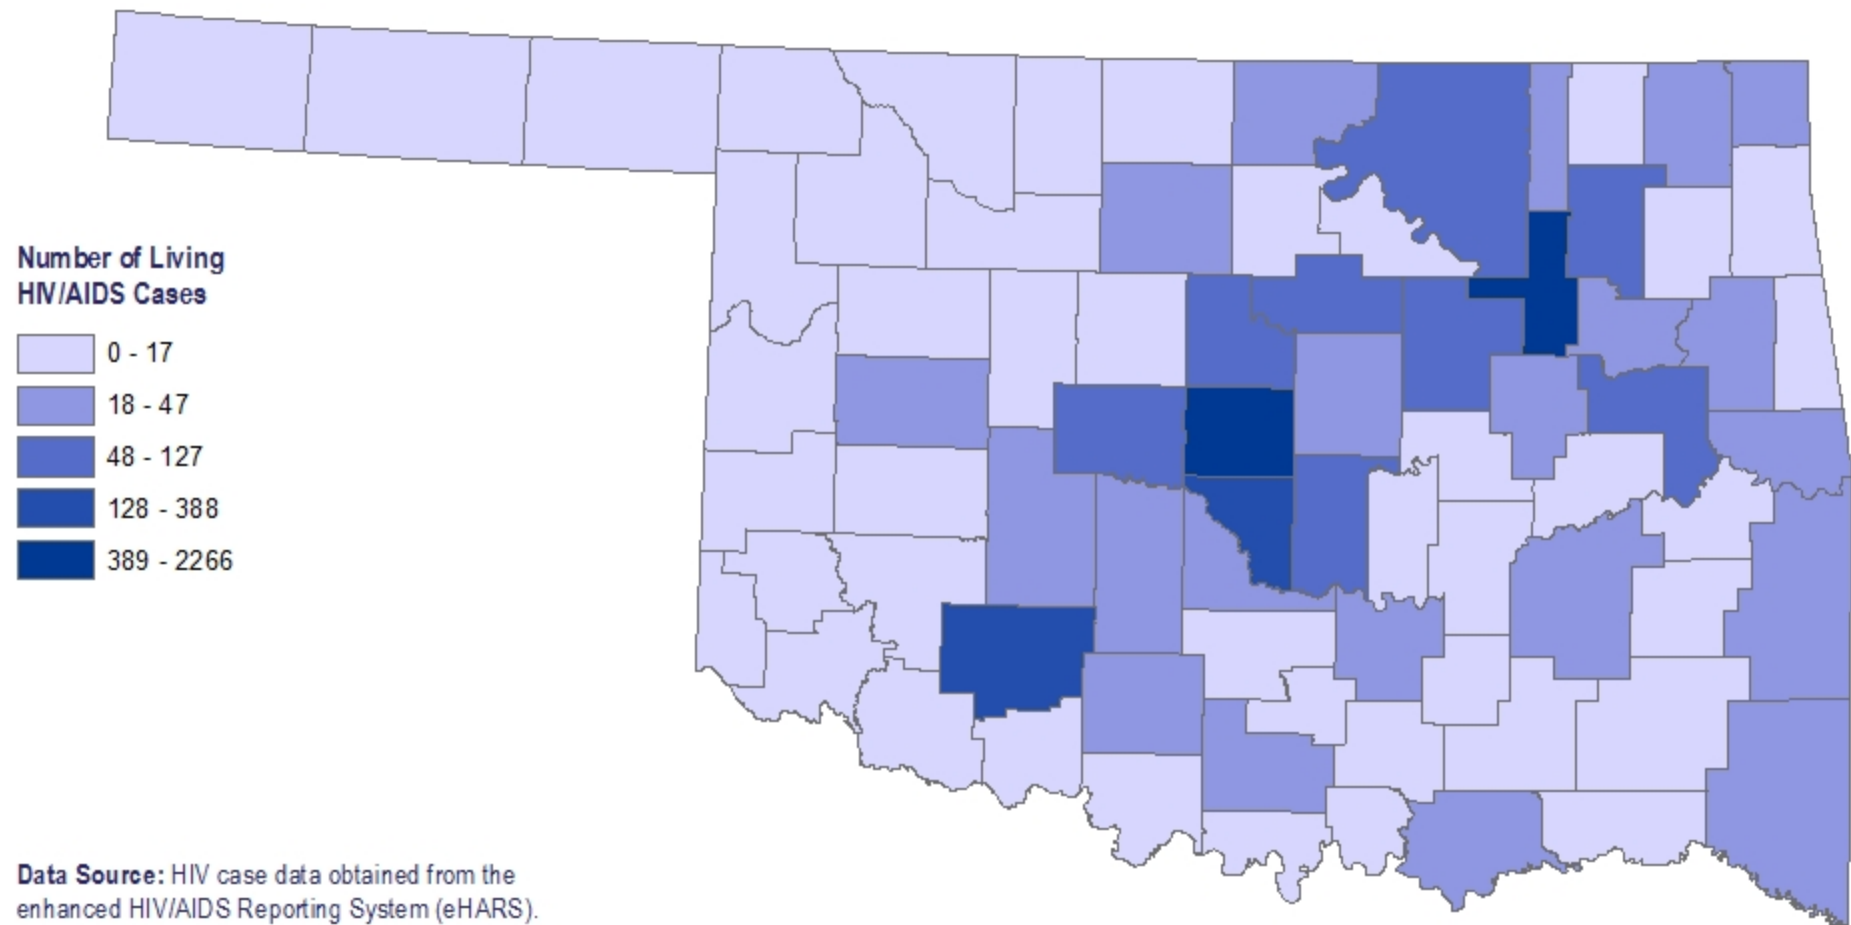 Number of Living
HIV/AIDS Cases
0 - 17
18 - 47
48 - 127
128 - 388
389 - 2266
Data Source: HIV case data obtained from the
enhanced HIV/AIDS Reporting System (eHARS).